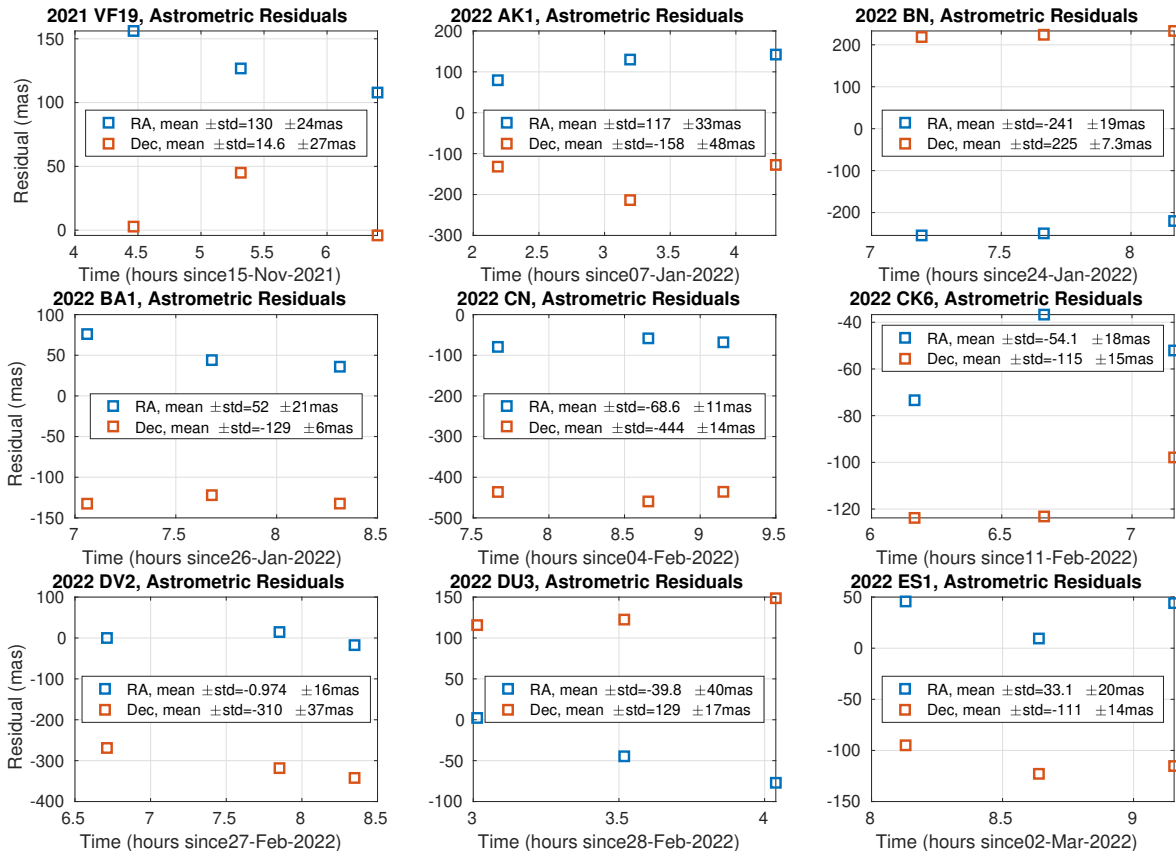 2021 VF19, Astrometric Residuals
Residual (mas)
150
100
50
0
RA, mean ±std=130 ±24mas
Dec, mean ±std=14.6 ±27mas
4 4.5 5 5.5 6
Time (hours since15-Nov-2021)
2022 AK1, Astrometric Residuals
200
100
0
-100
-200
-300
RA, mean ±std=117 ±33mas
Dec, mean ±std=-158 ±48mas
2 2.5 3 3.5 4
Time (hours since07-Jan-2022)
2022 BN, Astrometric Residuals
200
100
0
-100
-200
RA, mean ±std=-241 ±19mas
Dec, mean ±std=225 ±7.3mas
7 7.5 8
Time (hours since24-Jan-2022)
2022 BA1, Astrometric Residuals
Residual (mas)
100
50
0
-50
-100
-150
RA, mean ±std=52 ±21mas
Dec, mean ±std=-129 ±6mas
7 7.5 8 8.5
Time (hours since26-Jan-2022)
2022 CN, Astrometric Residuals
0
-100
-200
-300
-400
-500
RA, mean ±std=-68.6 ±11mas
Dec, mean ±std=-444 ±14mas
7.5 8 8.5 9 9.5
Time (hours since04-Feb-2022)
2022 CK6, Astrometric Residuals
-40
-60
-80
-100
-120
RA, mean ±std=-54.1 ±18mas
Dec, mean ±std=-115 ±15mas
6 6.5 7
Time (hours since11-Feb-2022)
2022 DV2, Astrometric Residuals
Residual (mas)
100
0
-100
-200
-300
-400
RA, mean ±std=-0.974 ±16mas
Dec, mean ±std=-310 ±37mas
6.5 7 7.5 8 8.5
Time (hours since27-Feb-2022)
2022 DU3, Astrometric Residuals
150
100
50
0
-50
-100
RA, mean ±std=-39.8 ±40mas
Dec, mean ±std=129 ±17mas
3 3.5 4
Time (hours since28-Feb-2022)
2022 ES1, Astrometric Residuals
50
0
-50
-100
-150
RA, mean ±std=33.1 ±20mas
Dec, mean ±std=-111 ±14mas
8 8.5 9
Time (hours since02-Mar-2022)